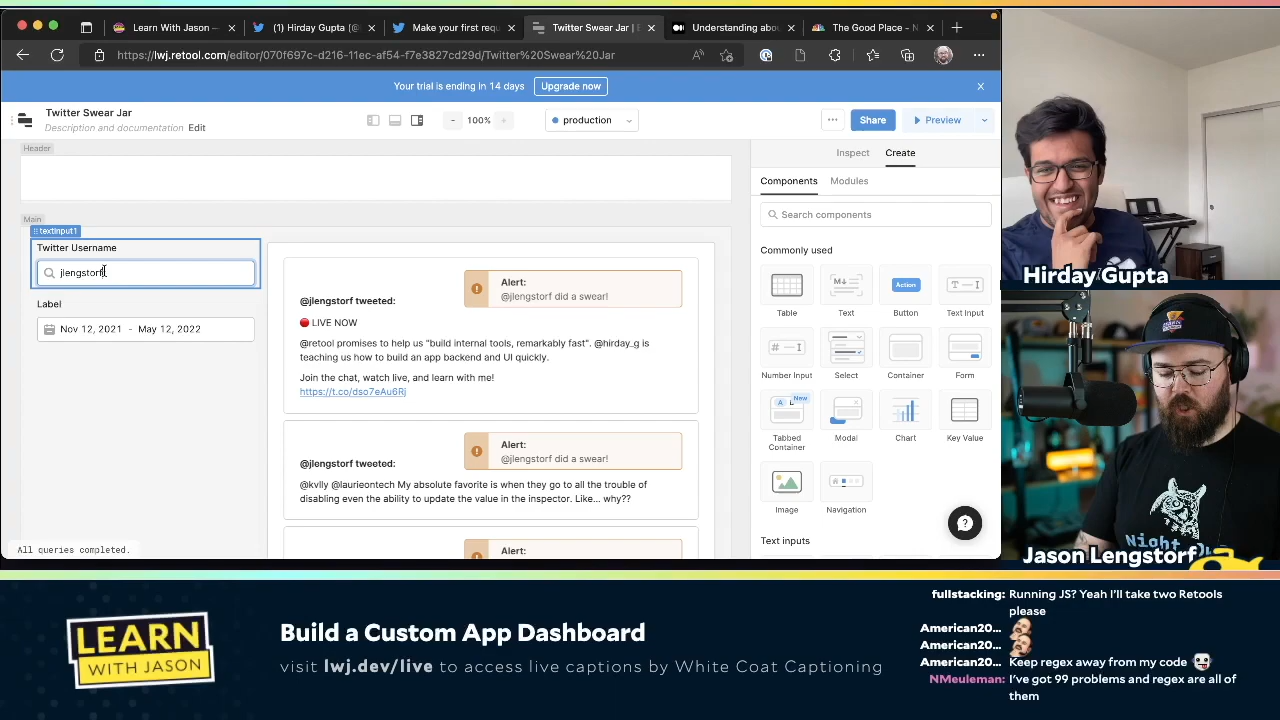 Learn With Jason —
(1) Hirday Gupta (@
Make your first requ
Twitter Swear Jar | E
Understanding abou
The Good Place - N
https://lwj.retool.com/editor/070f697c-d216-11ec-af54-f7e3827cd29d/Twitter%20Swear%20Jar
Your trial is ending in 14 days
Upgrade now
Twitter Swear Jar
Description and documentation Edit
- 100% +
production
Share
Preview
Header
Main
textInput1
Twitter Username
jlengstorf
Label
Nov 12, 2021 - May 12, 2022
Alert:
@jlengstorf did a swear!
@jlengstorf tweeted:
🔴 LIVE NOW
@retool promises to help us "build internal tools, remarkably fast". @hirday_g is
teaching us how to build an app backend and UI quickly.
Join the chat, watch live, and learn with me!
https://t.co/dso7eAu6Rj
Alert:
@jlengstorf did a swear!
@jlengstorf tweeted:
@kvlly @laurieontech My absolute favorite is when they go to all the trouble of
disabling even the ability to update the value in the inspector. Like... why??
Alert:
All queries completed.
Inspect
Create
Components
Modules
Search components
Commonly used
Table
Text
Button
Text Input
Number Input
Select
Container
Form
New
Tabbed
Container
Modal
Chart
Key Value
Image
Navigation
Text inputs
Action
Hirday Gupta
Jason Lengstorf
LEARN
WITH JASON
Build a Custom App Dashboard
visit lwj.dev/live to access live captions by White Coat Captioning
fullstacking: Running JS? Yeah I'll take two Retools
please
American20...
American20...
American20... Keep regex away from my code
NMeuleman: I've got 99 problems and regex are all of
them